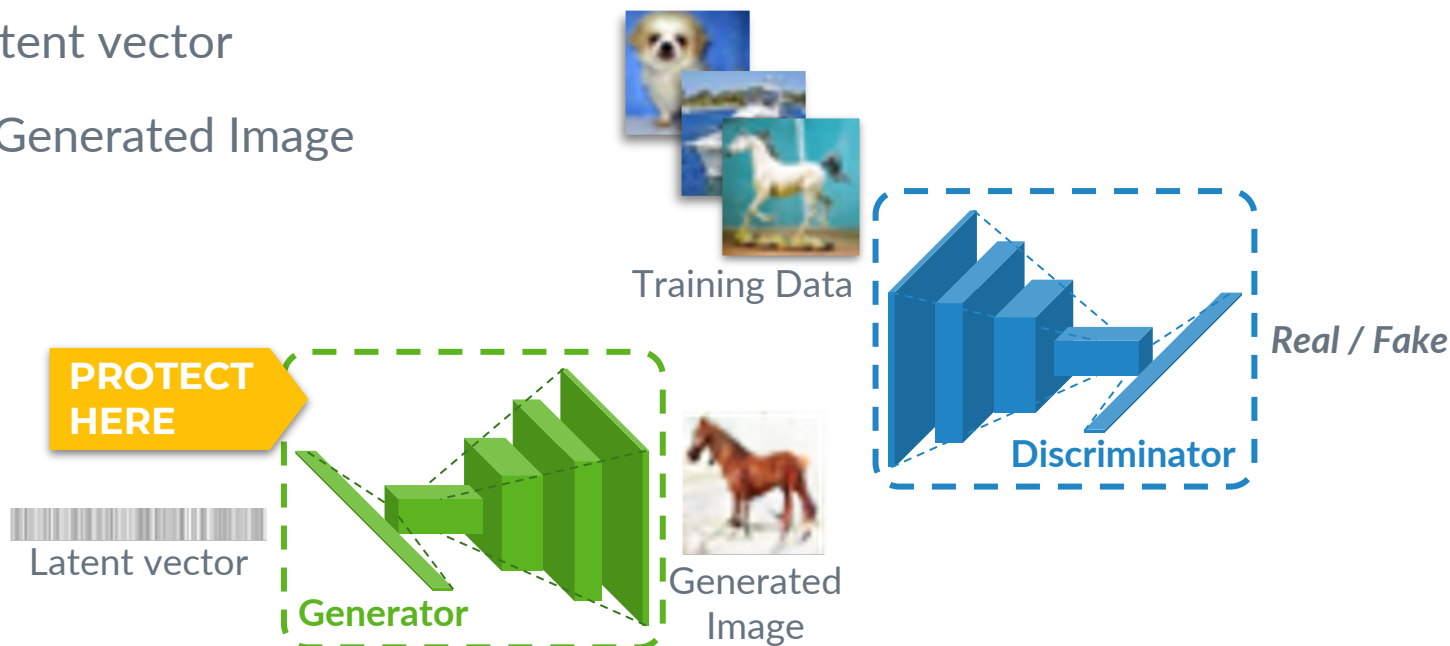 tent vector
Generated Image
Training Data
Real / Fake
PROTECT
HERE
Discriminator
Latent vector
Generator
Generated
Image